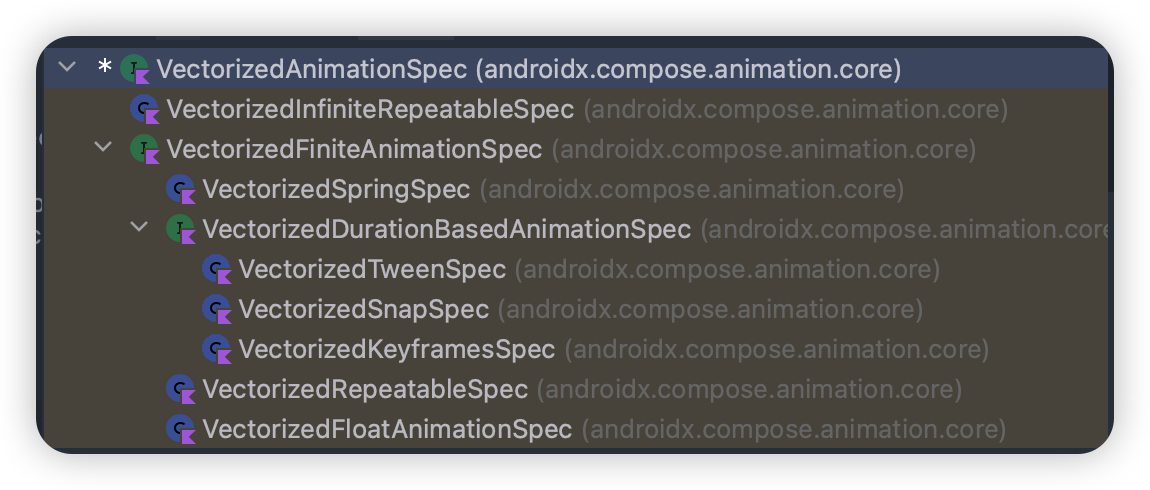 * VectorizedAnimationSpec (androidx.compose.animation.core)
VectorizedInfiniteRepeatableSpec (androidx.compose.animation.core)
VectorizedFiniteAnimationSpec (androidx.compose.animation.core)
VectorizedSpringSpec (androidx.compose.animation.core)
VectorizedDurationBasedAnimationSpec (androidx.compose.animation.core
VectorizedTweenSpec (androidx.compose.animation.core)
VectorizedSnapSpec (androidx.compose.animation.core)
VectorizedKeyframesSpec (androidx.compose.animation.core)
VectorizedRepeatableSpec (androidx.compose.animation.core)
VectorizedFloatAnimationSpec (androidx.compose.animation.core)